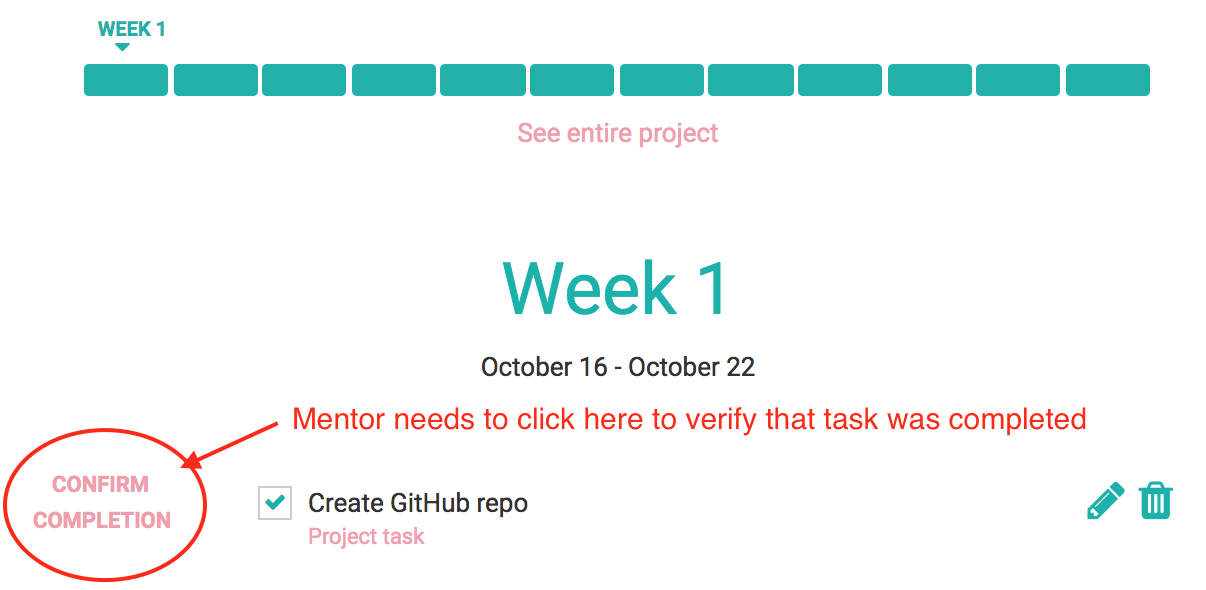 WEEK 1
See entire project
Week 1
October 16 - October 22
Mentor needs to click here to verify that task was completed
CONFIRM
COMPLETION
Create GitHub repo
Project task